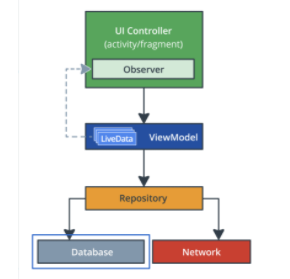 UI Controller
(activity/fragment)
Observer
LiveData ViewModel
Repository
Database Network